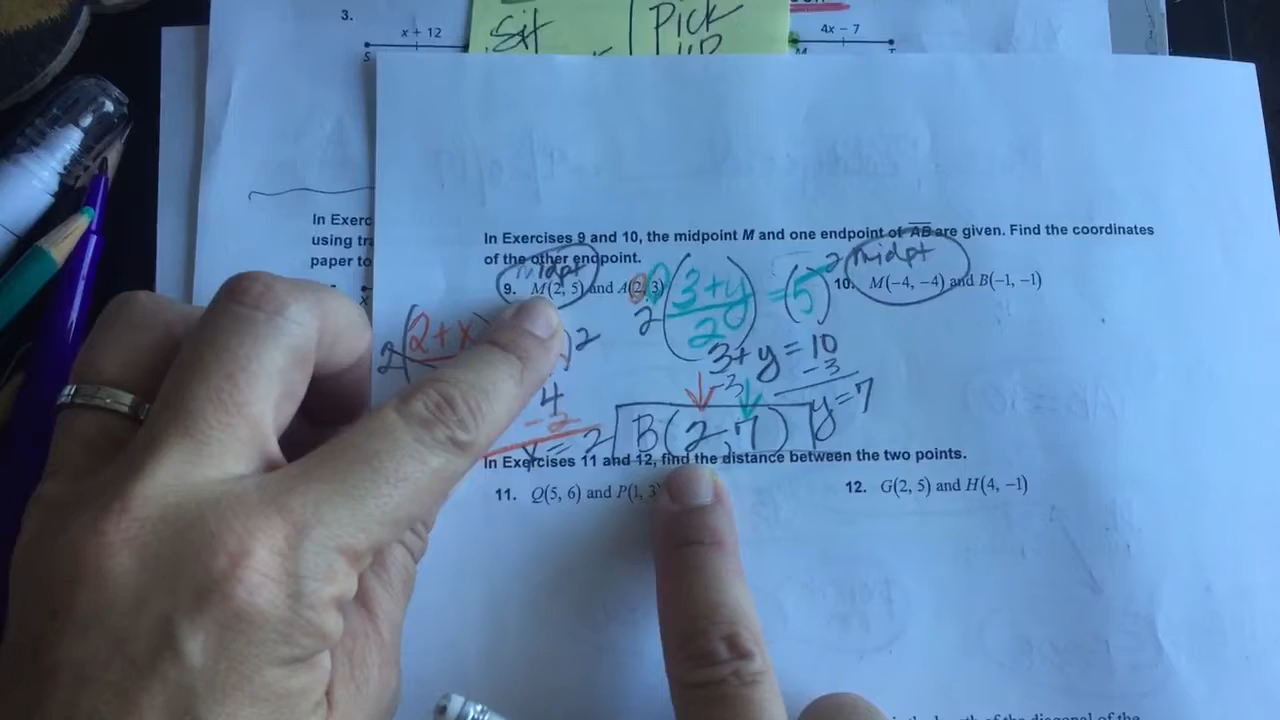 Sit
Pick
UP
3.
x + 12
4x − 7
S
M
T
In Exerc
using tra
paper to
In Exercises 9 and 10, the midpoint M and one endpoint of AB are given. Find the coordinates
of the other endpoint.
midpt
midpt
9. M(2, 5) and A(2, 3)
10. M(−4, −4) and B(−1, −1)
2(2+x
)2
2(3+y/2) = (5)2
3+y=10
−3 −3
4
−2
y=7
x = 2
B(2,7)
In Exercises 11 and 12, find the distance between the two points.
11. Q(5, 6) and P(1, 3
12. G(2, 5) and H(4, −1)